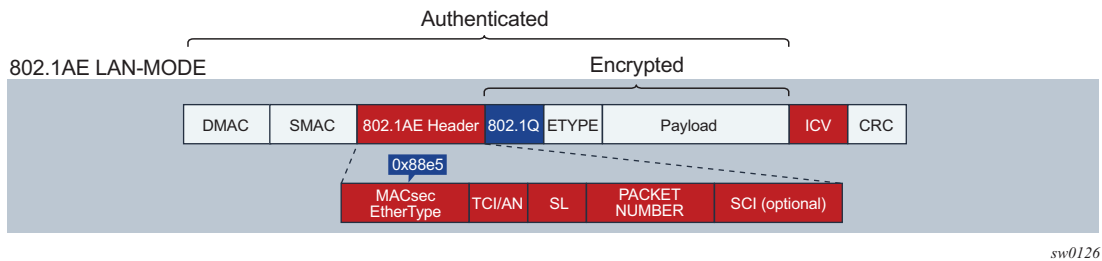 Authenticated
802.1AE LAN-MODE
Encrypted
DMAC SMAC 802.1AE Header 802.1Q ETYPE Payload ICV CRC
0x88e5
MACsec EtherType TCI/AN SL PACKET NUMBER SCI (optional)
sw0126